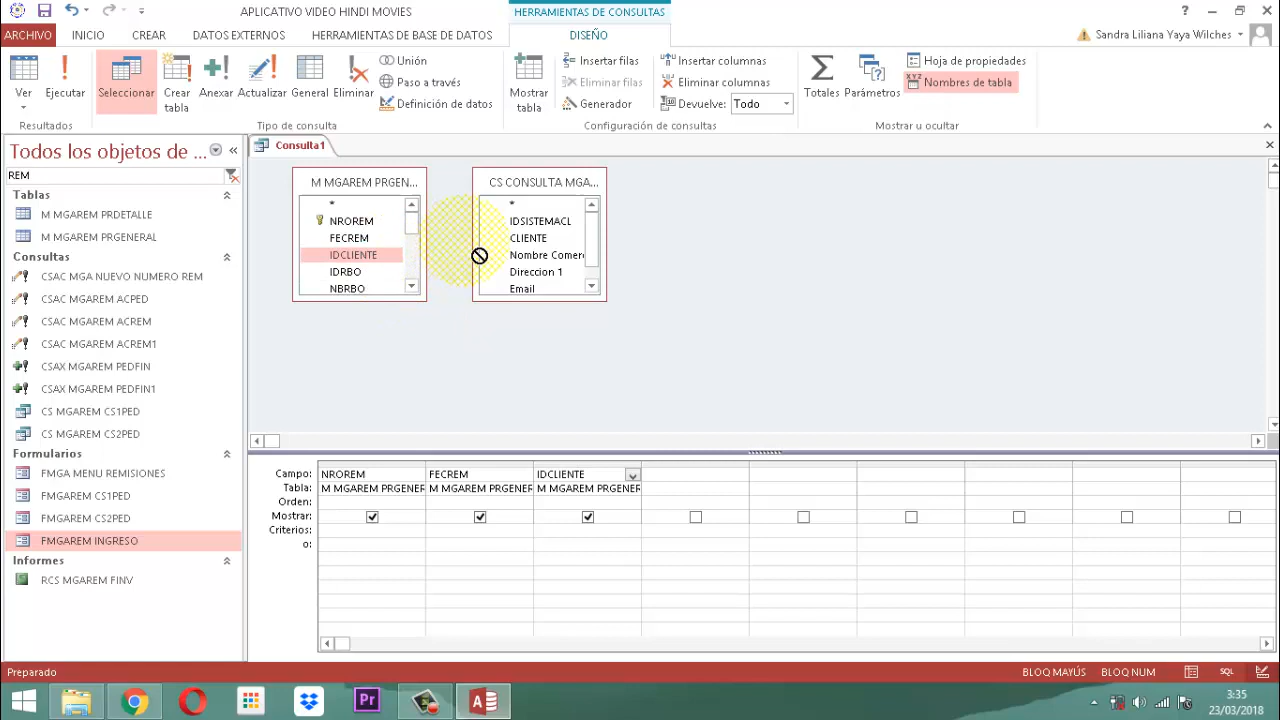 APLICATIVO VIDEO HINDI MOVIES
HERRAMIENTAS DE CONSULTAS
?
ARCHIVO INICIO CREAR DATOS EXTERNOS HERRAMIENTAS DE BASE DE DATOS DISEÑO
Sandra Liliana Yaya Wilches
Ver
Ejecutar
Resultados
Seleccionar
Crear tabla
Anexar
Actualizar
General
Eliminar
Unión
Paso a través
Definición de datos
Tipo de consulta
Mostrar tabla
Insertar filas
Eliminar filas
Generador
Insertar columnas
Eliminar columnas
Devuelve: Todo
Configuración de consultas
Totales
Parámetros
Hoja de propiedades
Nombres de tabla
Mostrar u ocultar
Todos los objetos de ...
REM
Tablas
M MGAREM PRDETALLE
M MGAREM PRGENERAL
Consultas
CSAC MGA NUEVO NUMERO REM
CSAC MGAREM ACPED
CSAC MGAREM ACREM
CSAC MGAREM ACREM1
CSAX MGAREM PEDFIN
CSAX MGAREM PEDFIN1
CS MGAREM CS1PED
CS MGAREM CS2PED
Formularios
FMGA MENU REMISIONES
FMGAREM CS1PED
FMGAREM CS2PED
FMGAREM INGRESO
Informes
RCS MGAREM FINV
Consulta1
M MGAREM PRGEN...
*
NROREM
FECREM
IDCLIENTE
IDRBO
NBRBO
CS CONSULTA MGA...
*
IDSISTEMACL
CLIENTE
Nombre Comer
Direccion 1
Email
Campo: NROREM FECREM IDCLIENTE
Tabla: M MGAREM PRGENER M MGAREM PRGENER M MGAREM PRGENER
Orden:
Mostrar:
Criterios:
o:
Preparado
BLOQ MAYÚS BLOQ NUM SQL
Pr
3:35
23/03/2018